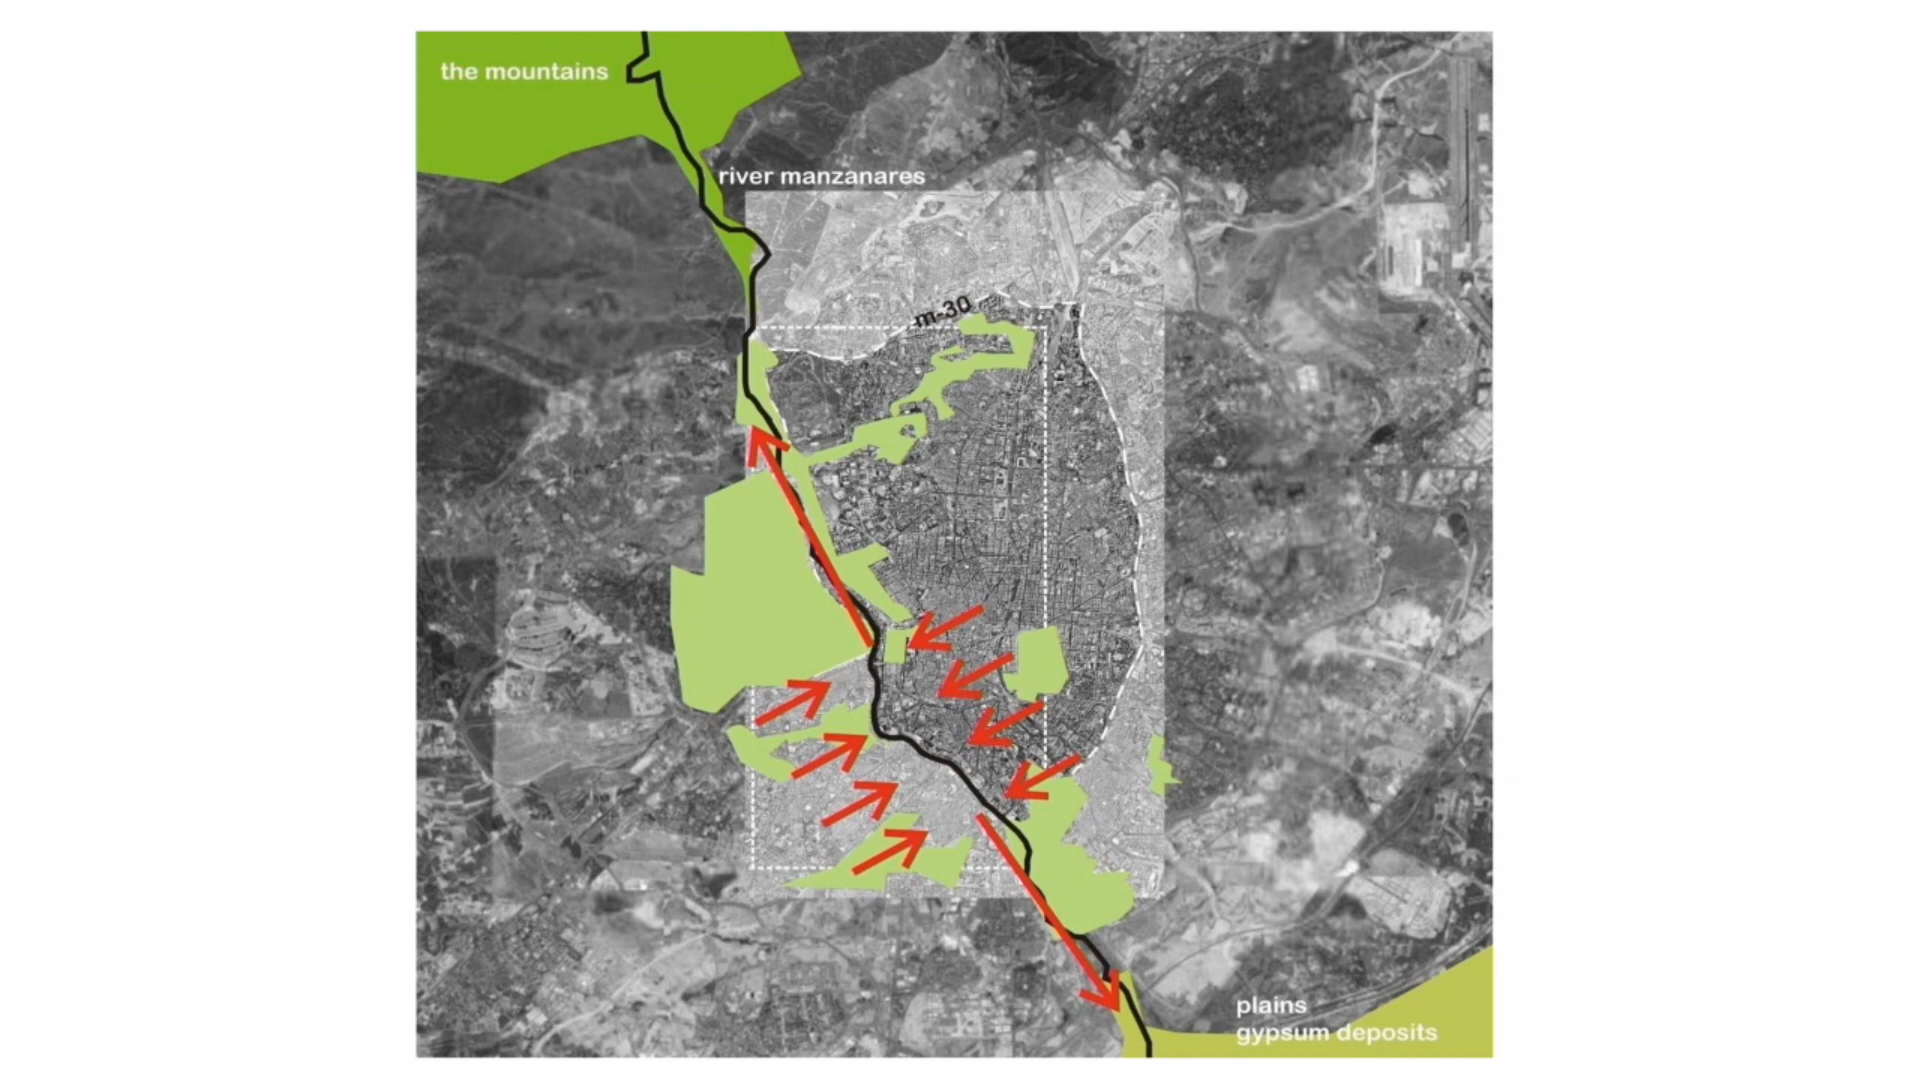 the mountains
river manzanares
m-30
plains
gypsum deposits